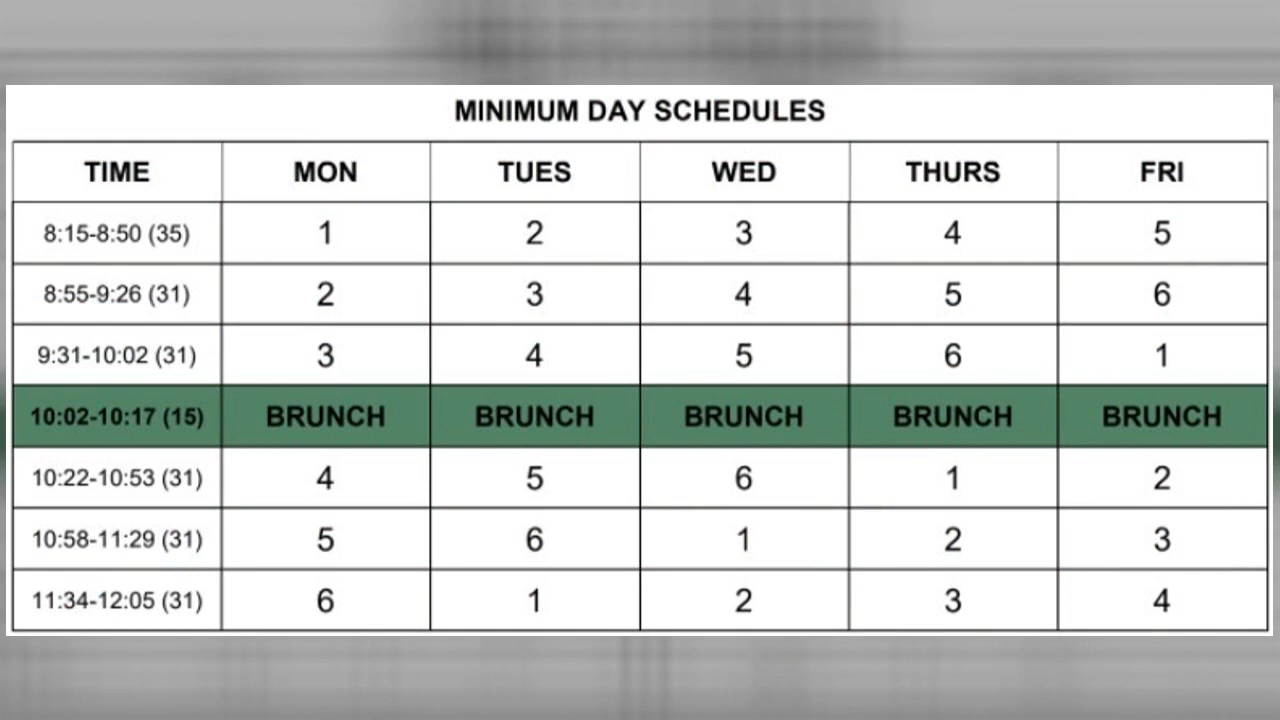 MINIMUM DAY SCHEDULES
TIME MON TUES WED THURS FRI
8:15-8:50 (35) 1 2 3 4 5
8:55-9:26 (31) 2 3 4 5 6
9:31-10:02 (31) 3 4 5 6 1
10:02-10:17 (15) BRUNCH BRUNCH BRUNCH BRUNCH BRUNCH
10:22-10:53 (31) 4 5 6 1 2
10:58-11:29 (31) 5 6 1 2 3
11:34-12:05 (31) 6 1 2 3 4